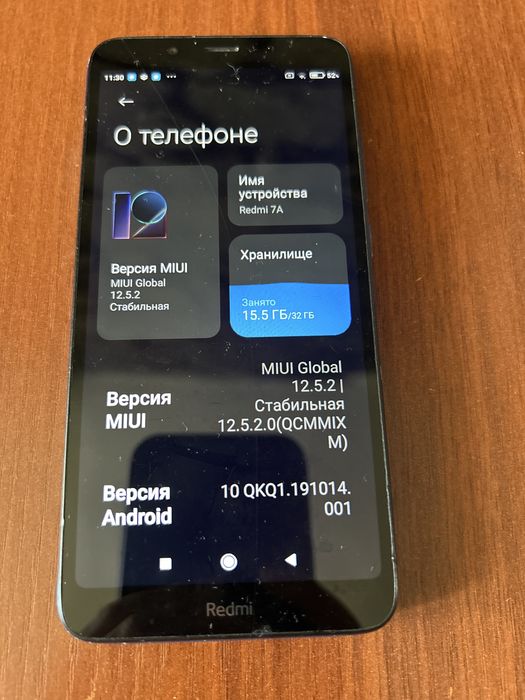 11:30
52%
О телефоне
Версия MIUI
MIUI Global
12.5.2
Стабильная
Имя
устройства
Redmi 7A
Хранилище
Занято
15.5 ГБ/32 ГБ
Версия
MIUI
MIUI Global
12.5.2 |
Стабильная
12.5.2.0(QCMMIX
M)
Версия
Android
10 QKQ1.191014.
001
Redmi